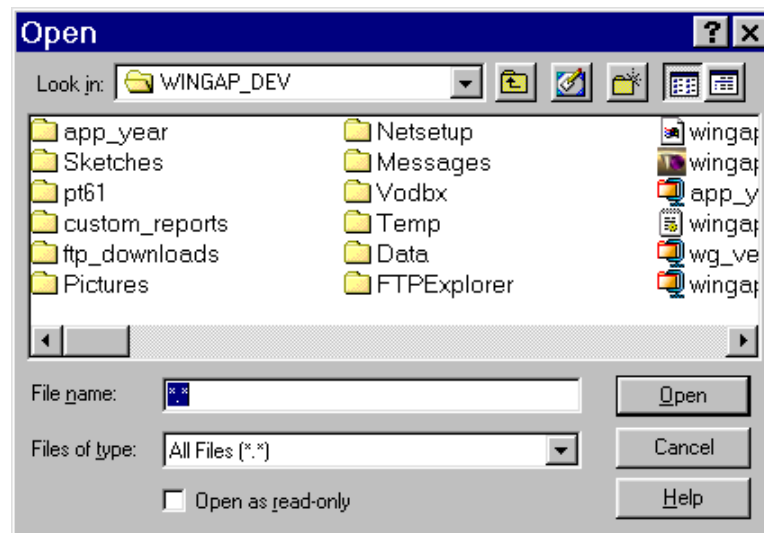 Open
Look in: WINGAP_DEV
app_year Netsetup wingap
Sketches Messages wingap
pt61 Vodbx app_y
custom_reports Temp wingap
ftp_downloads Data wg_ve
Pictures FTPExplorer wingap
File name: *.* Open
Files of type: All Files (*.*) Cancel
Open as read-only Help